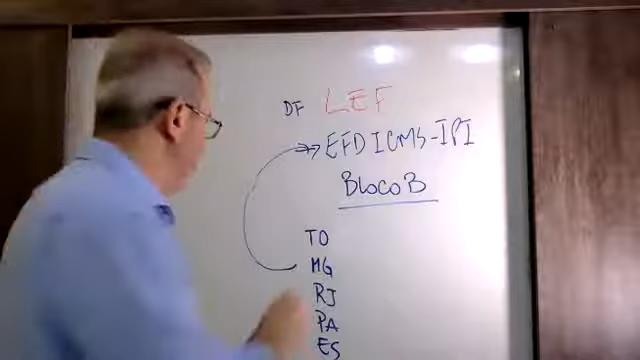 DF LEF
EFD ICMS-IPI
Bloco B
TO
MG
RJ
PA
ES